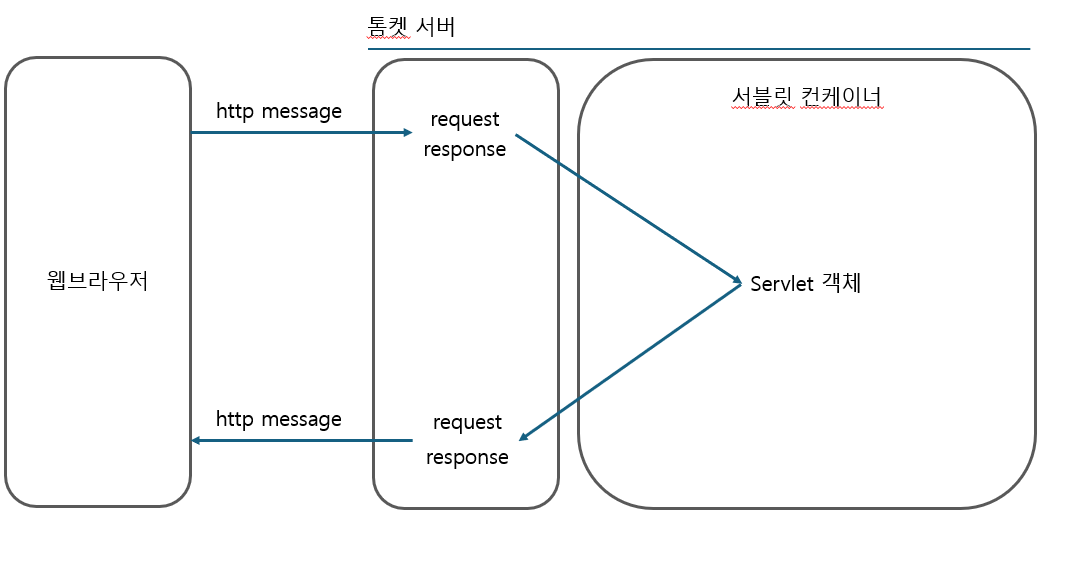 톰켓 서버
서블릿 컨케이너
http message
request
response
웹브라우저
Servlet 객체
http message
request
response